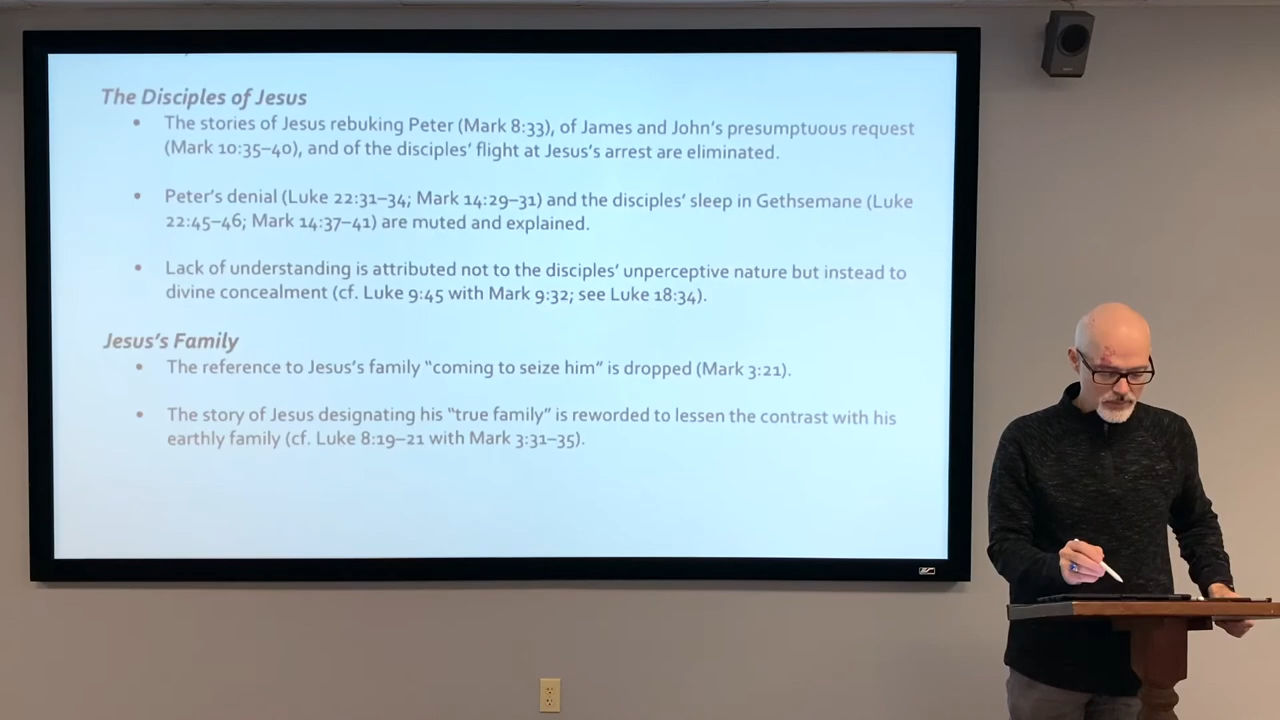 The Disciples of Jesus
• The stories of Jesus rebuking Peter (Mark 8:33), of James and John's presumptuous request
(Mark 10:35–40), and of the disciples' flight at Jesus's arrest are eliminated.
• Peter's denial (Luke 22:31–34; Mark 14:29–31) and the disciples' sleep in Gethsemane (Luke
22:45–46; Mark 14:37–41) are muted and explained.
• Lack of understanding is attributed not to the disciples' unperceptive nature but instead to
divine concealment (cf. Luke 9:45 with Mark 9:32; see Luke 18:34).
Jesus's Family
• The reference to Jesus's family "coming to seize him" is dropped (Mark 3:21).
• The story of Jesus designating his "true family" is reworded to lessen the contrast with his
earthly family (cf. Luke 8:19–21 with Mark 3:31–35).